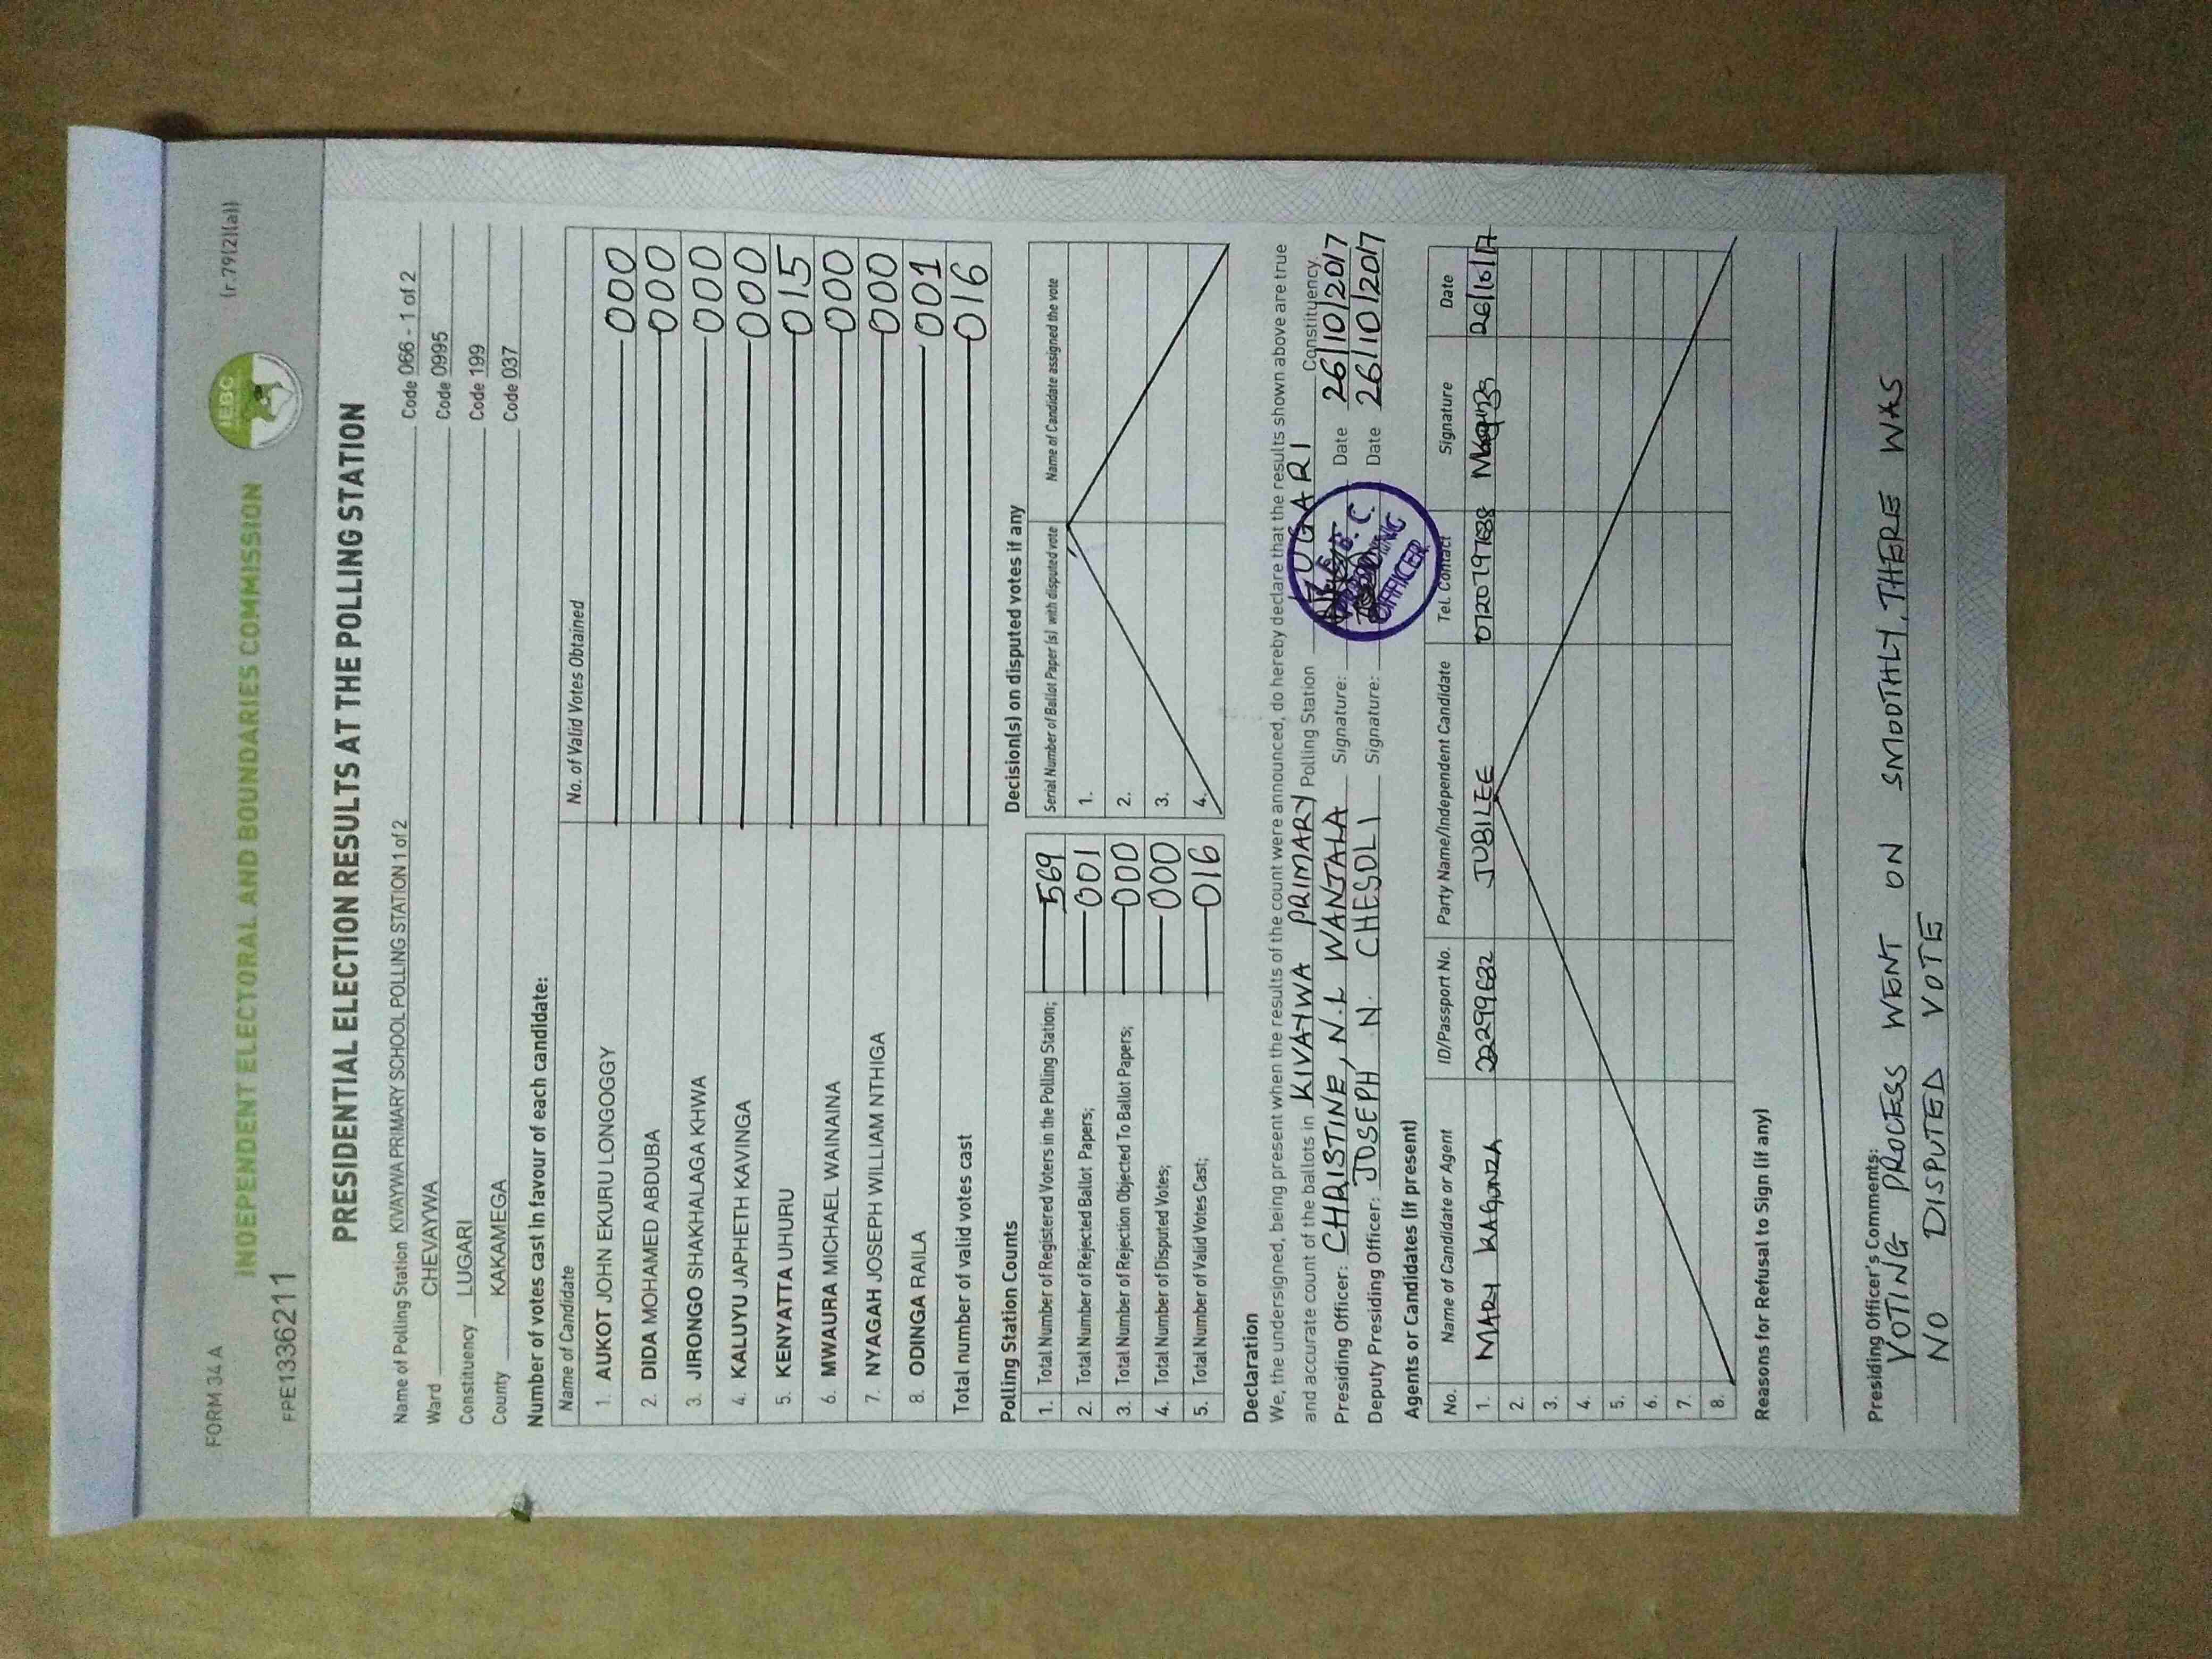 FORM 34 A
(r.79(2)(a))
IEBC
INDEPENDENT ELECTORAL AND BOUNDARIES COMMISSION
FPE1336211
PRESIDENTIAL ELECTION RESULTS AT THE POLLING STATION
Name of Polling Station KIVAYWA PRIMARY SCHOOL POLLING STATION 1 of 2 Code 066 - 1 of 2
Ward CHEVAYWA Code 0995
Constituency LUGARI Code 199
County KAKAMEGA Code 037
Number of votes cast in favour of each candidate:
Name of Candidate No. of Valid Votes Obtained
1. AUKOT JOHN EKURU LONGOGGY 000
2. DIDA MOHAMED ABDUBA 000
3. JIRONGO SHAKHALAGA KHWA 000
4. KALUYU JAPHETH KAVINGA 000
5. KENYATTA UHURU 015
6. MWAURA MICHAEL WAINAINA 000
7. NYAGAH JOSEPH WILLIAM NTHIGA 000
8. ODINGA RAILA 001
Total number of valid votes cast 016
Polling Station Counts
1. Total Number of Registered Voters in the Polling Station; 569
2. Total Number of Rejected Ballot Papers; 001
3. Total Number of Rejection Objected To Ballot Papers; 000
4. Total Number of Disputed Votes; 000
5. Total Number of Valid Votes Cast; 016
Decision(s) on disputed votes if any
Serial Number of Ballot Paper (s) with disputed vote Name of Candidate assigned the vote
1.
2.
3.
4.
Declaration
We, the undersigned, being present when the results of the count were announced, do hereby declare that the results shown above are true
and accurate count of the ballots in KIVAYWA PRIMARY Polling Station LUGARI Constituency.
Presiding Officer: CHRISTINE, N.L WANJALA Signature: Date 26/10/2017
Deputy Presiding Officer: JOSEPH N. CHESOLI Signature: Date 26/10/2017
OFFICER
Agents or Candidates (if present)
No. Name of Candidate or Agent ID/Passport No. Party Name/Independent Candidate Tel. Contact Signature Date
1. MARY KAGONZA 22299682 JUBILEE 26/10/17
2.
3.
4.
5.
6.
7.
8.
Reasons for Refusal to Sign (if any)
Presiding Officer's Comments:
VOTING PROCESS WENT ON SMOOTHLY, THERE WAS
NO DISPUTED VOTE